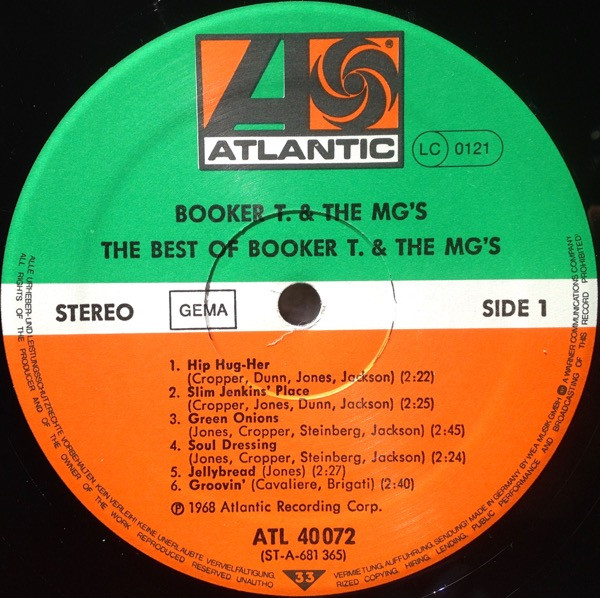 ATLANTIC
®
LC 0121
BOOKER T. & THE MG'S
THE BEST OF BOOKER T. & THE MG'S
STEREO
GEMA
SIDE 1
1. Hip Hug-Her
(Cropper, Dunn, Jones, Jackson) (2:22)
2. Slim Jenkins' Place
(Cropper, Jones, Dunn, Jackson) (2:25)
3. Green Onions
(Jones, Cropper, Steinberg, Jackson) (2:45)
4. Soul Dressing
(Jones, Cropper, Steinberg, Jackson) (2:24)
5. Jellybread (Jones) (2:27)
6. Groovin' (Cavaliere, Brigati) (2:40)
℗ 1968 Atlantic Recording Corp.
ATL 40072
(ST-A-681 365)
33
ALLE URHEBER- UND LEISTUNGSSCHUTZRECHTE VORBEHALTEN. KEIN VERLEIH! KEINE UNERLAUBTE VERVIELFÄLTIGUNG, VERMIETUNG, AUFFÜHRUNG, SENDUNG! MADE IN GERMANY BY WEA MUSIK GMBH A WARNER COMMUNICATIONS COMPANY
ALL RIGHTS OF THE PRODUCER AND OF THE OWNER OF THE WORK REPRODUCED RESERVED UNAUTHORIZED COPYING, HIRING, LENDING, PUBLIC PERFORMANCE AND BROADCASTING OF THIS RECORD PROHIBITED!